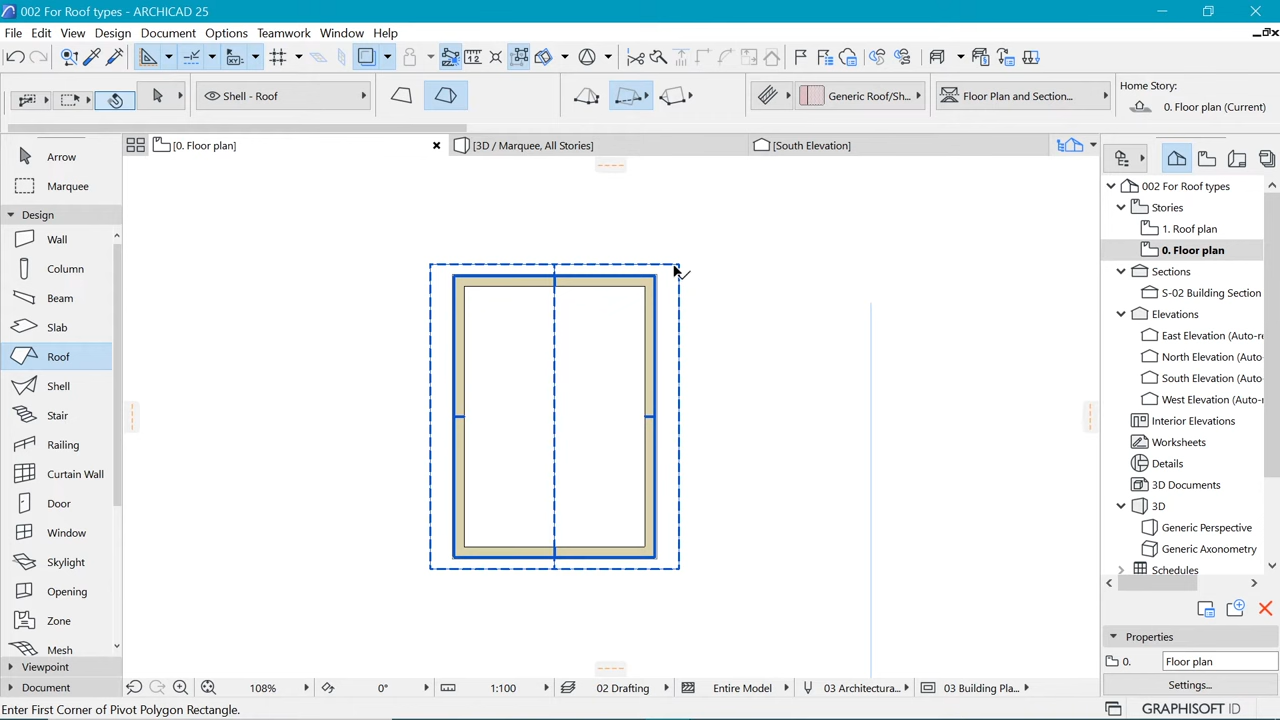 002 For Roof types - ARCHICAD 25
File Edit View Design Document Options Teamwork Window Help
Shell - Roof
Generic Roof/Sh...
Floor Plan and Section...
Home Story:
0. Floor plan (Current)
[0. Floor plan]
[3D / Marquee, All Stories]
[South Elevation]
Arrow
Marquee
Design
Wall
Column
Beam
Slab
Roof
Shell
Stair
Railing
Curtain Wall
Door
Window
Skylight
Opening
Zone
Mesh
Viewpoint
Document
002 For Roof types
Stories
1. Roof plan
0. Floor plan
Sections
S-02 Building Section
Elevations
East Elevation (Auto-re
North Elevation (Auto
South Elevation (Auto
West Elevation (Auto-r
Interior Elevations
Worksheets
Details
3D Documents
3D
Generic Perspective
Generic Axonometry
Schedules
Properties
0. Floor plan
Settings...
108% 0° 1:100 02 Drafting Entire Model 03 Architectura... 03 Building Pla...
Enter First Corner of Pivot Polygon Rectangle.
GRAPHISOFT ID